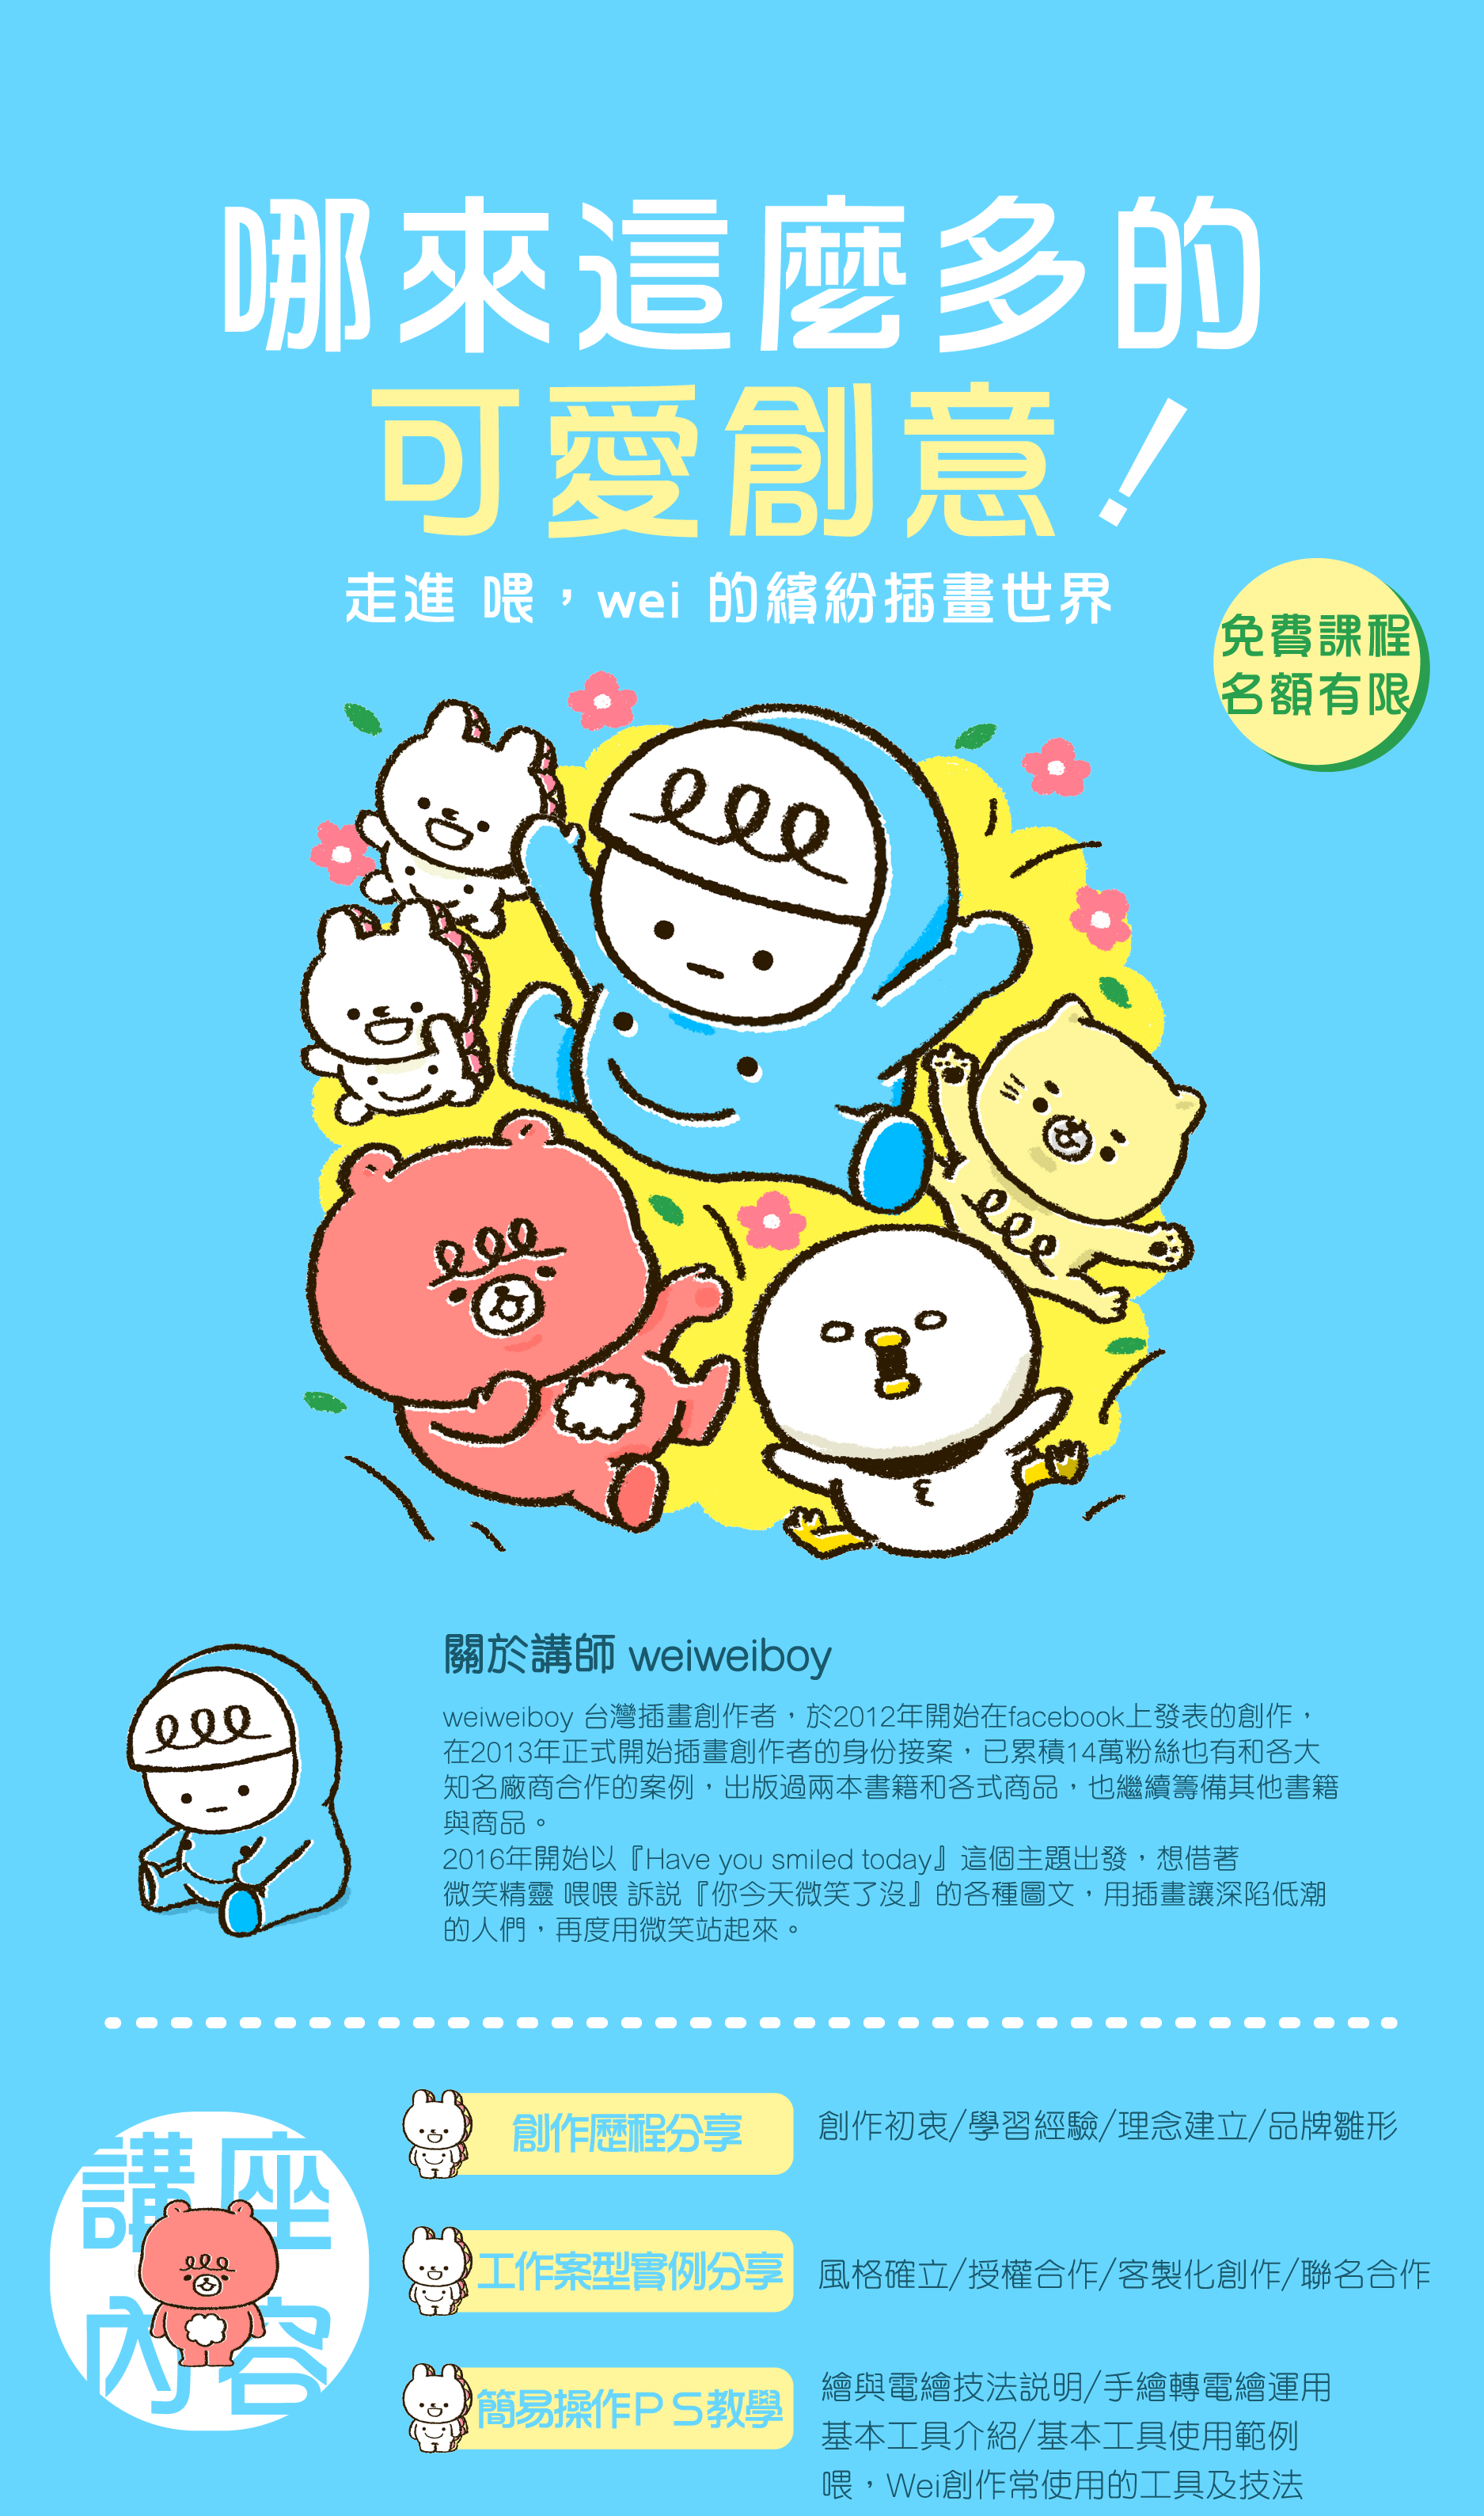 哪來這麼多的
可愛創意！
走進 喂，wei 的繽紛插畫世界
免費課程
名額有限
關於講師 weiweiboy
weiweiboy 台灣插畫創作者，於2012年開始在facebook上發表的創作，
在2013年正式開始插畫創作者的身份接案，已累積14萬粉絲也有和各大
知名廠商合作的案例，出版過兩本書籍和各式商品，也繼續籌備其他書籍
與商品。
2016年開始以『Have you smiled today』這個主題出發，想借著
微笑精靈 喂喂 訴説『你今天微笑了沒』的各種圖文，用插畫讓深陷低潮
的人們，再度用微笑站起來。
講座
內容
創作歷程分享
創作初衷/學習經驗/理念建立/品牌雛形
工作案型實例分享
風格確立/授權合作/客製化創作/聯名合作
簡易操作ＰＳ教學
繪與電繪技法説明/手繪轉電繪運用
基本工具介紹/基本工具使用範例
喂，Wei創作常使用的工具及技法